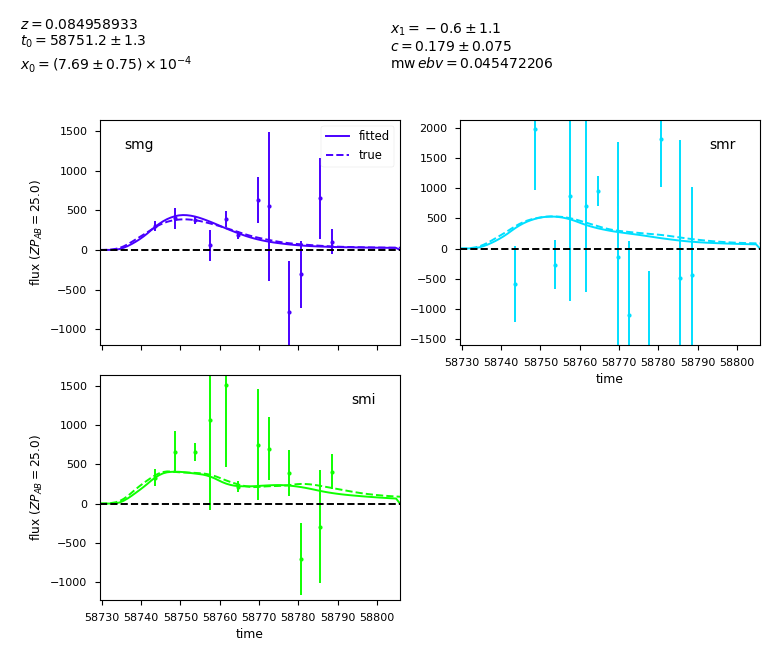 z = 0.084958933
t₀ = 58751.2 ± 1.3
x₀ = (7.69 ± 0.75) × 10⁻⁴
x₁ = −0.6 ± 1.1
c = 0.179 ± 0.075
mwebv = 0.045472206
smg
fitted
true
1500
1000
500
0
−500
−1000
flux (ZP_AB = 25.0)
smr
2000
1500
1000
500
0
−500
−1000
−1500
58730 58740 58750 58760 58770 58780 58790 58800
time
smi
1500
1000
500
0
−500
−1000
flux (ZP_AB = 25.0)
58730 58740 58750 58760 58770 58780 58790 58800
time